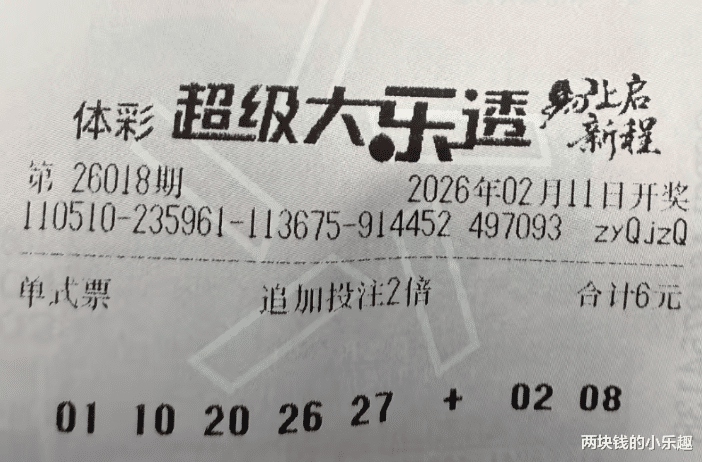 体彩 超级大乐透 马上启
新程
第 26018期 2026年02月11日开奖
110510-235961-113675-914452 497093 zyQjzQ
单式票 追加投注2倍 合计6元
01 10 20 26 27 + 02 08
两块钱的小乐趣